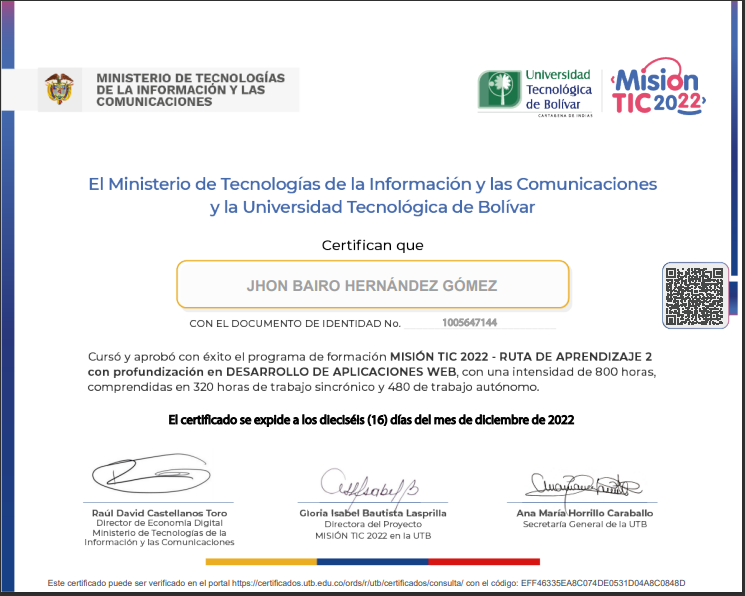 MINISTERIO DE TECNOLOGÍAS
DE LA INFORMACIÓN Y LAS
COMUNICACIONES
Universidad
Tecnológica
de Bolívar
CARTAGENA DE INDIAS
Misión
TIC 2022
El Ministerio de Tecnologías de la Información y las Comunicaciones
y la Universidad Tecnológica de Bolívar
Certifican que
JHON BAIRO HERNÁNDEZ GÓMEZ
CON EL DOCUMENTO DE IDENTIDAD No. 1005647144
Cursó y aprobó con éxito el programa de formación MISIÓN TIC 2022 - RUTA DE APRENDIZAJE 2
con profundización en DESARROLLO DE APLICACIONES WEB, con una intensidad de 800 horas,
comprendidas en 320 horas de trabajo sincrónico y 480 de trabajo autónomo.
El certificado se expide a los dieciséis (16) días del mes de diciembre de 2022
Raúl David Castellanos Toro
Director de Economía Digital
Ministerio de Tecnologías de la
Información y las Comunicaciones
Gloria Isabel Bautista Lasprilla
Directora del Proyecto
MISIÓN TIC 2022 en la UTB
Ana María Horrillo Caraballo
Secretaría General de la UTB
Este certificado puede ser verificado en el portal https://certificados.utb.edu.co/ords/r/utb/certificados/consulta/ con el código: EFF46335EA8C074DE0531D04A8C0848D